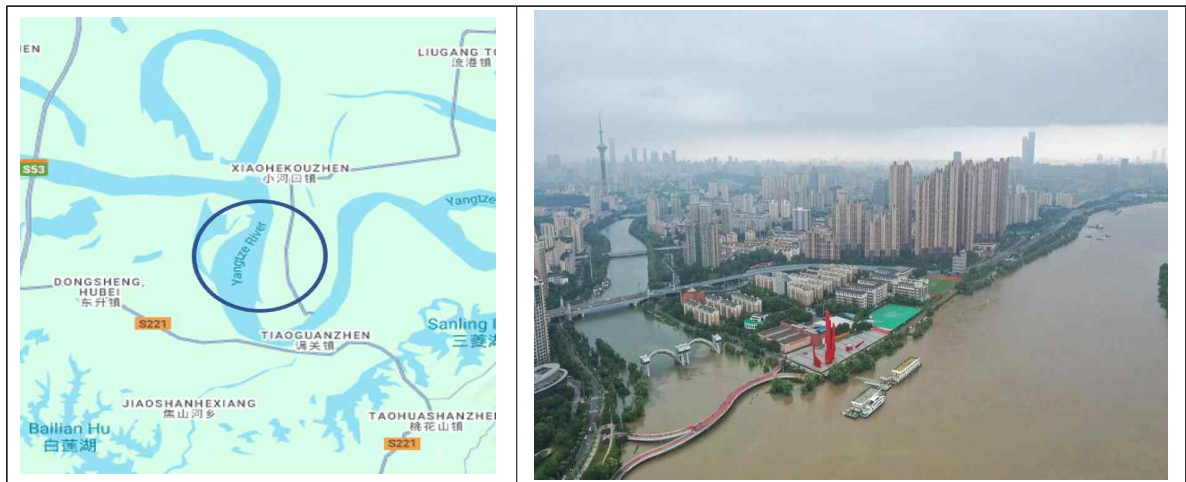 EN
LIUGANG TO
流港镇
S53
XIAOHEKOUZHEN
小河口镇
Yangtze
Yangtze River
DONGSHENG,
HUBEI
东升镇
S221
TIAOGUANZHEN
调关镇
Sanling L
三菱湖
JIAOSHANHEXIANG
焦山河乡
TAOHUASHANZHE
桃花山镇
Bailian Hu
白莲湖
S221